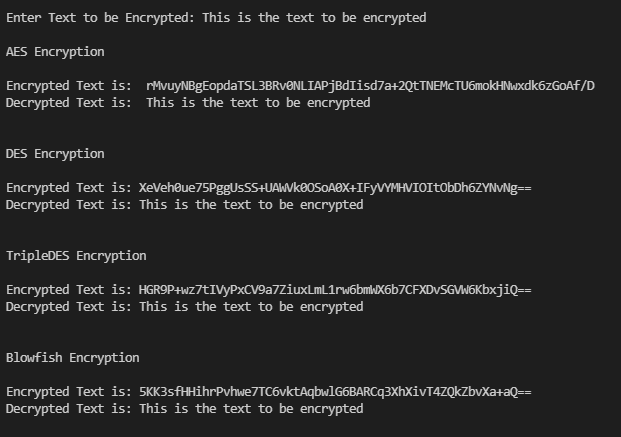 Enter Text to be Encrypted: This is the text to be encrypted
AES Encryption
Encrypted Text is:  rMvuyNBgEopdaTSL3BRv0NLIAPjBdIisd7a+2QtTNEMcTU6mokHNwxdk6zGoAf/D
Decrypted Text is:  This is the text to be encrypted
DES Encryption
Encrypted Text is: XeVeh0ue75PggUsSS+UAWVk0OSoA0X+IFyVYMHVIOItObDh6ZYNvNg==
Decrypted Text is: This is the text to be encrypted
TripleDES Encryption
Encrypted Text is: HGR9P+wz7tIVyPxCV9a7ZiuxLmL1rw6bmWX6b7CFXDvSGVW6KbxjiQ==
Decrypted Text is: This is the text to be encrypted
Blowfish Encryption
Encrypted Text is: 5KK3sfHHihrPvhwe7TC6vktAqbwlG6BARCq3XhXivT4ZQkZbvXa+aQ==
Decrypted Text is: This is the text to be encrypted